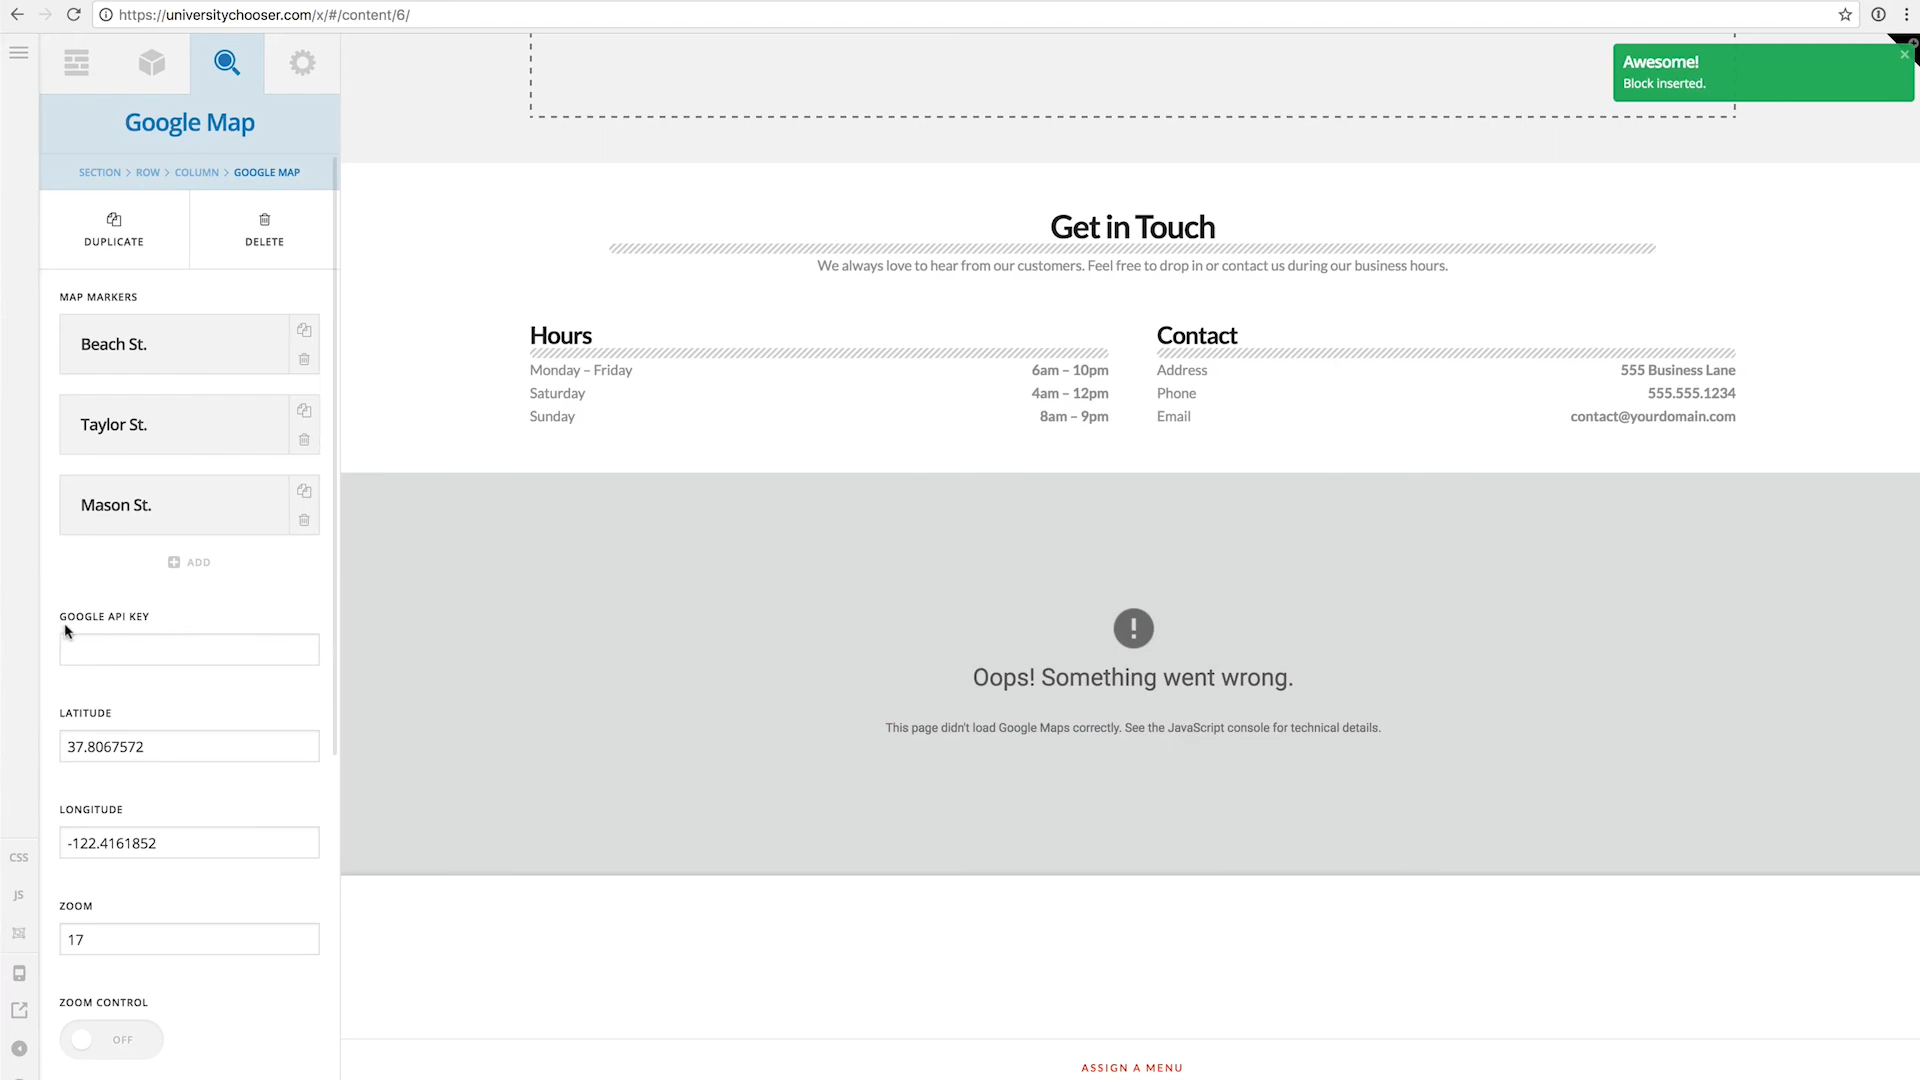 https://universitychooser.com/x/#/content/6/
Awesome!
Block inserted.
Google Map
SECTION > ROW > COLUMN > GOOGLE MAP
DUPLICATE
DELETE
MAP MARKERS
Beach St.
Taylor St.
Mason St.
ADD
GOOGLE API KEY
LATITUDE
37.8067572
LONGITUDE
-122.4161852
ZOOM
17
ZOOM CONTROL
OFF
CSS
JS
Get in Touch
We always love to hear from our customers. Feel free to drop in or contact us during our business hours.
Hours
Monday – Friday 6am – 10pm
Saturday 4am – 12pm
Sunday 8am – 9pm
Contact
Address 555 Business Lane
Phone 555.555.1234
Email contact@yourdomain.com
Oops! Something went wrong.
This page didn't load Google Maps correctly. See the JavaScript console for technical details.
ASSIGN A MENU